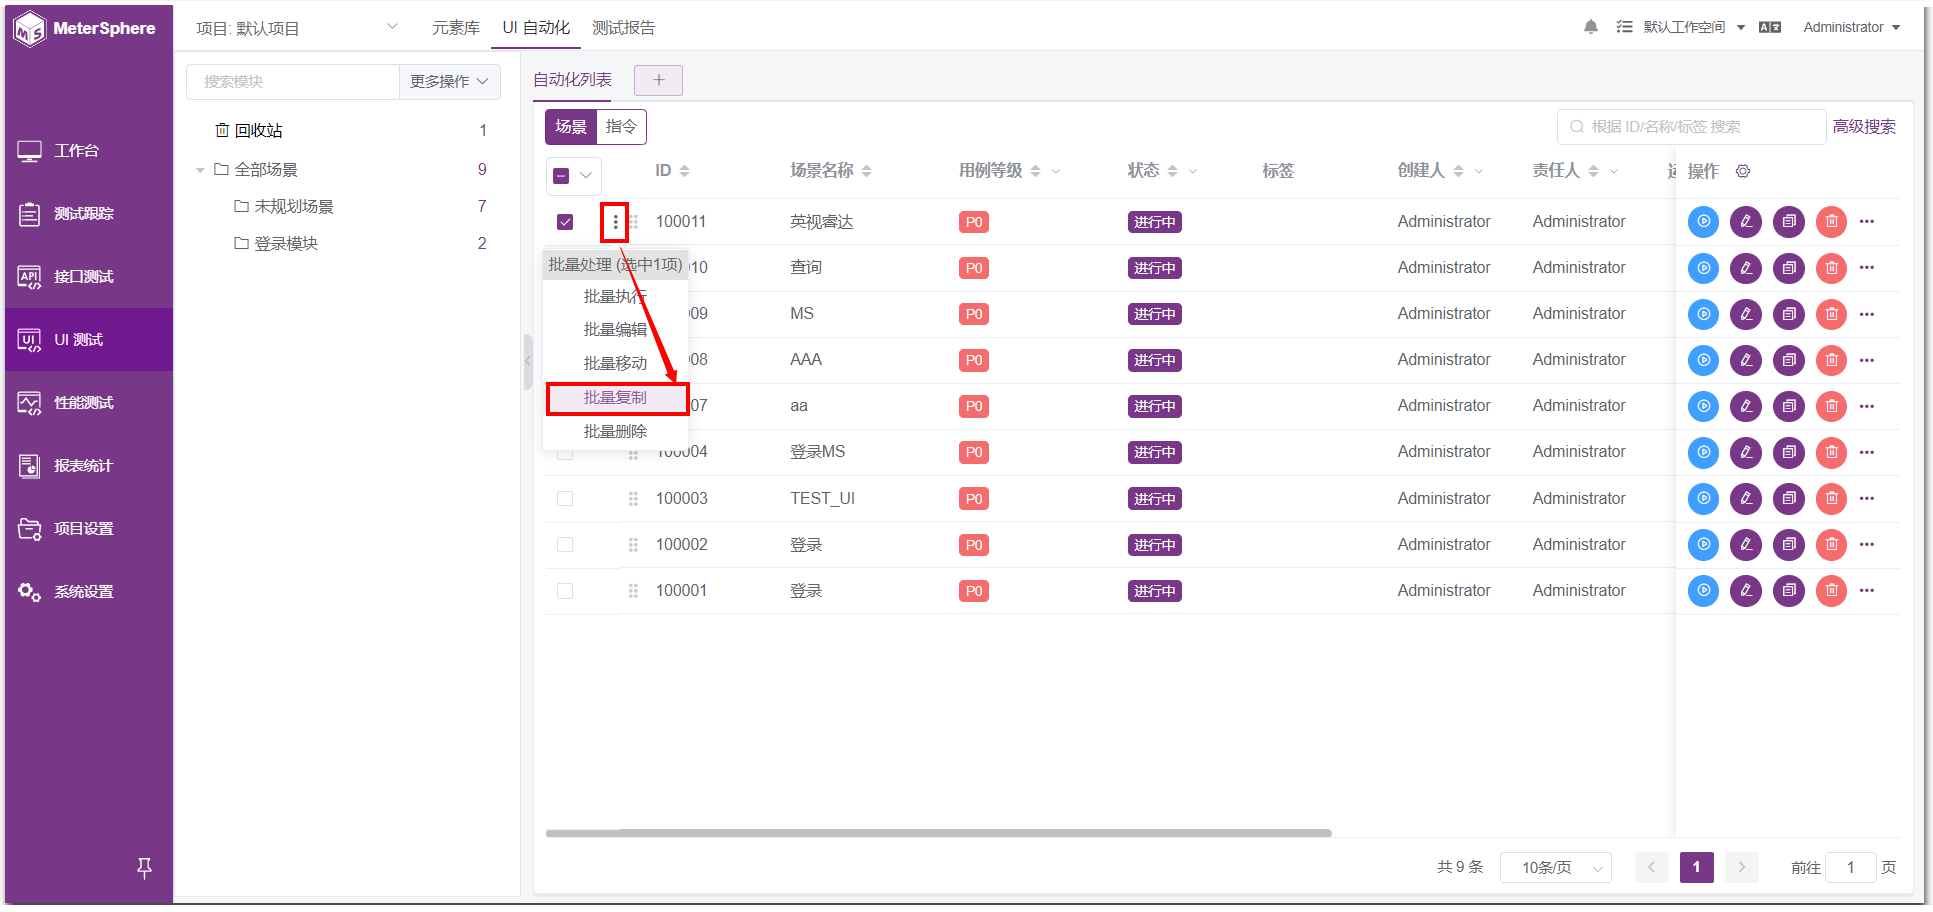 MeterSphere
项目: 默认项目
元素库
UI 自动化
测试报告
默认工作空间
Administrator
工作台
测试跟踪
接口测试
UI 测试
性能测试
报表统计
项目设置
系统设置
搜索模块
更多操作
回收站 1
全部场景 9
未规划场景 7
登录模块 2
自动化列表
+
场景 指令
根据 ID/名称/标签 搜索
高级搜索
ID 场景名称 用例等级 状态 标签 创建人 责任人 操作
100011 英视睿达 P0 进行中 Administrator Administrator
10 查询 P0 进行中 Administrator Administrator
09 MS P0 进行中 Administrator Administrator
08 AAA P0 进行中 Administrator Administrator
07 aa P0 进行中 Administrator Administrator
100004 登录MS P0 进行中 Administrator Administrator
100003 TEST_UI P0 进行中 Administrator Administrator
100002 登录 P0 进行中 Administrator Administrator
100001 登录 P0 进行中 Administrator Administrator
批量处理 (选中1项)
批量执行
批量编辑
批量移动
批量复制
批量删除
共 9 条
10条/页
1
前往 1 页